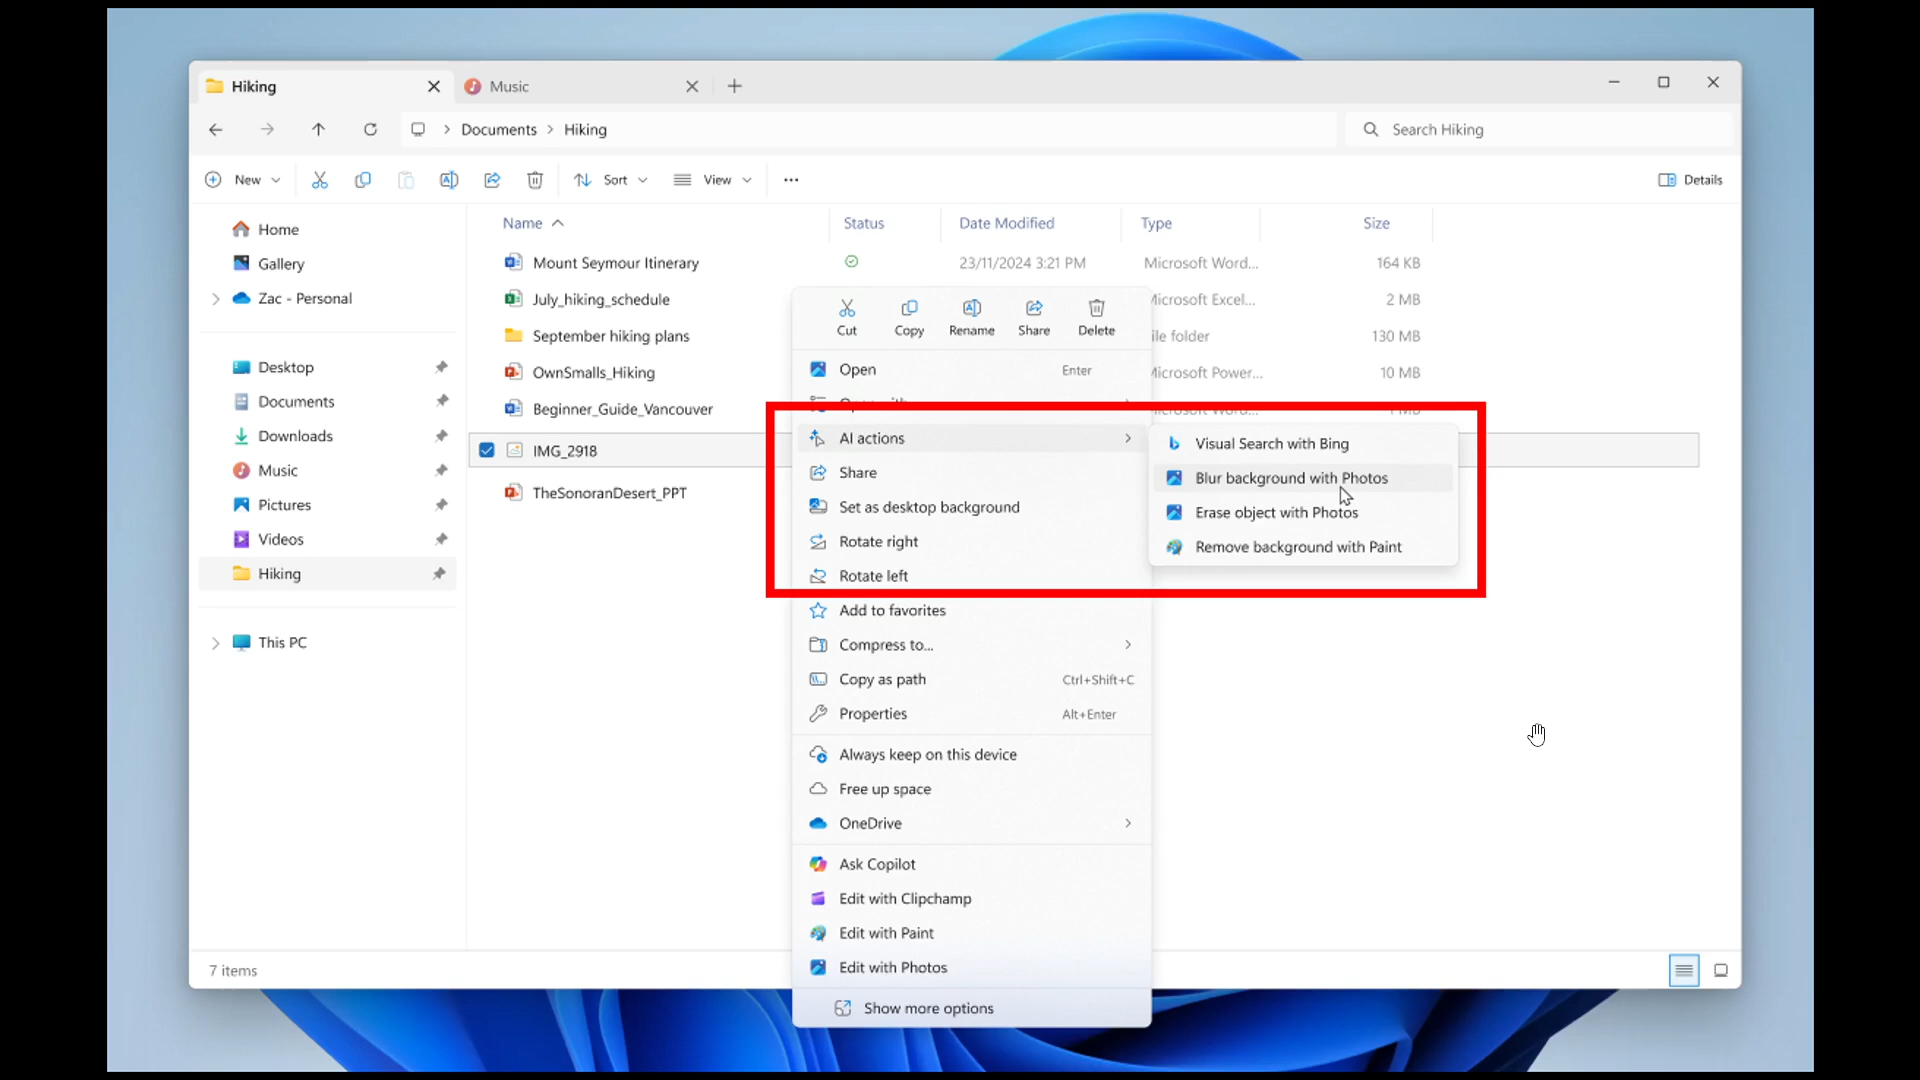 Hiking
Music
Documents > Hiking
Search Hiking
New
Sort
View
Details
Name
Status
Date Modified
Type
Size
Home
Gallery
Zac - Personal
Desktop
Documents
Downloads
Music
Pictures
Videos
Hiking
This PC
Mount Seymour Itinerary 23/11/2024 3:21 PM Microsoft Word... 164 KB
July_hiking_schedule Microsoft Excel... 2 MB
September hiking plans ile folder 130 MB
OwnSmalls_Hiking Microsoft Power... 10 MB
Beginner_Guide_Vancouver
IMG_2918
TheSonoranDesert_PPT
Cut
Copy
Rename
Share
Delete
Open Enter
AI actions
Share
Set as desktop background
Rotate right
Rotate left
Add to favorites
Compress to...
Copy as path Ctrl+Shift+C
Properties Alt+Enter
Always keep on this device
Free up space
OneDrive
Ask Copilot
Edit with Clipchamp
Edit with Paint
Edit with Photos
Show more options
Visual Search with Bing
Blur background with Photos
Erase object with Photos
Remove background with Paint
7 items